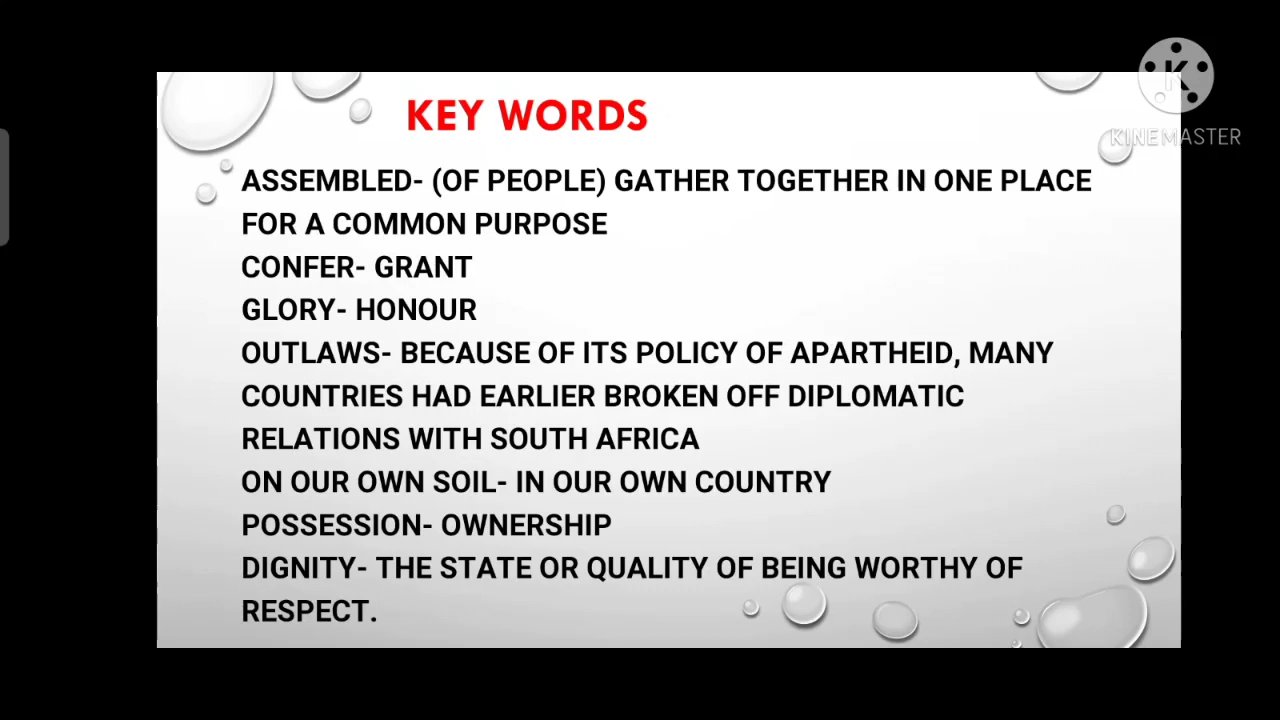 KEY WORDS
ASSEMBLED- (OF PEOPLE) GATHER TOGETHER IN ONE PLACE
FOR A COMMON PURPOSE
CONFER- GRANT
GLORY- HONOUR
OUTLAWS- BECAUSE OF ITS POLICY OF APARTHEID, MANY
COUNTRIES HAD EARLIER BROKEN OFF DIPLOMATIC
RELATIONS WITH SOUTH AFRICA
ON OUR OWN SOIL- IN OUR OWN COUNTRY
POSSESSION- OWNERSHIP
DIGNITY- THE STATE OR QUALITY OF BEING WORTHY OF
RESPECT.
K
KINEMASTER